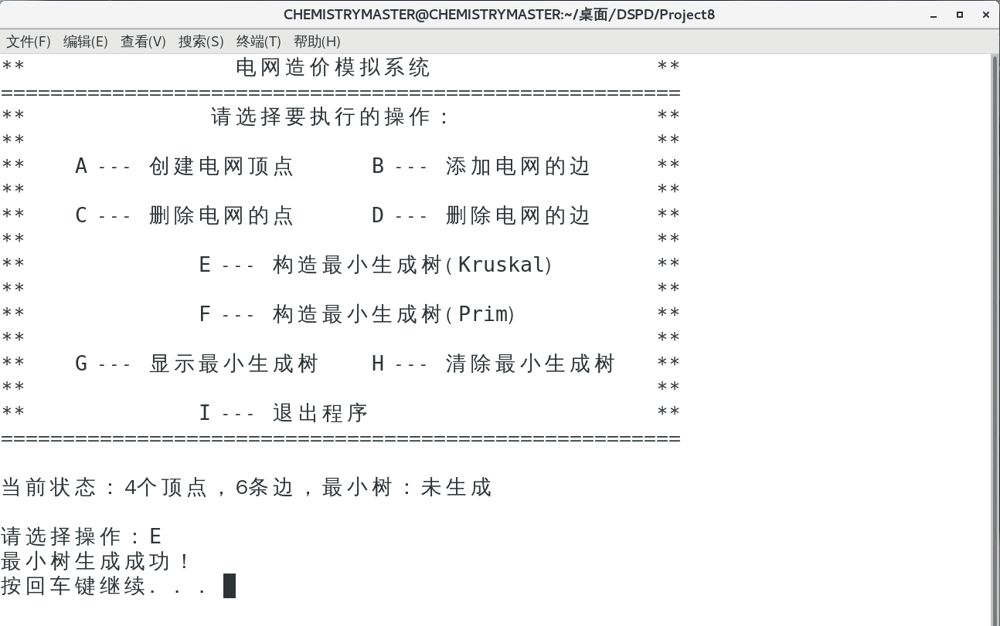 CHEMISTRYMASTER@CHEMISTRYMASTER:~/桌面/DSPD/Project8
文件(F) 编辑(E) 查看(V) 搜索(S) 终端(T) 帮助(H)
** 电网造价模拟系统 **
=======================================================
** 请选择要执行的操作： **
** **
** A --- 创建电网顶点 B --- 添加电网的边 **
** **
** C --- 删除电网的点 D --- 删除电网的边 **
** **
** E --- 构造最小生成树(Kruskal) **
** **
** F --- 构造最小生成树(Prim) **
** **
** G --- 显示最小生成树 H --- 清除最小生成树 **
** **
** I --- 退出程序 **
=======================================================
当前状态：4个顶点，6条边，最小树：未生成
请选择操作：E
最小树生成成功！
按回车键继续. . .